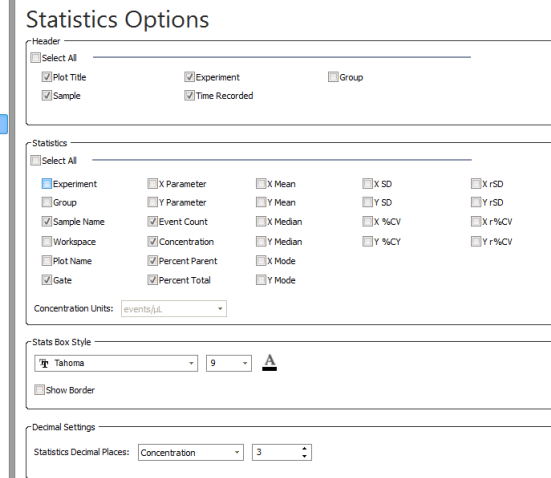 Statistics Options
Header
Select All
Plot Title Experiment Group
Sample Time Recorded
Statistics
Select All
Experiment X Parameter X Mean X SD X rSD
Group Y Parameter Y Mean Y SD Y rSD
Sample Name Event Count X Median X %CV X r%CV
Workspace Concentration Y Median Y %CY Y r%CV
Plot Name Percent Parent X Mode
Gate Percent Total Y Mode
Concentration Units: events/µL
Stats Box Style
Tahoma 9 A
Show Border
Decimal Settings
Statistics Decimal Places: Concentration 3